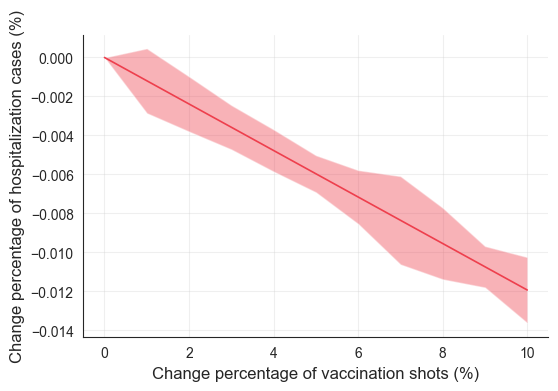 Change percentage of hospitalization cases (%)
0.000
−0.002
−0.004
−0.006
−0.008
−0.010
−0.012
−0.014
0 2 4 6 8 10
Change percentage of vaccination shots (%)